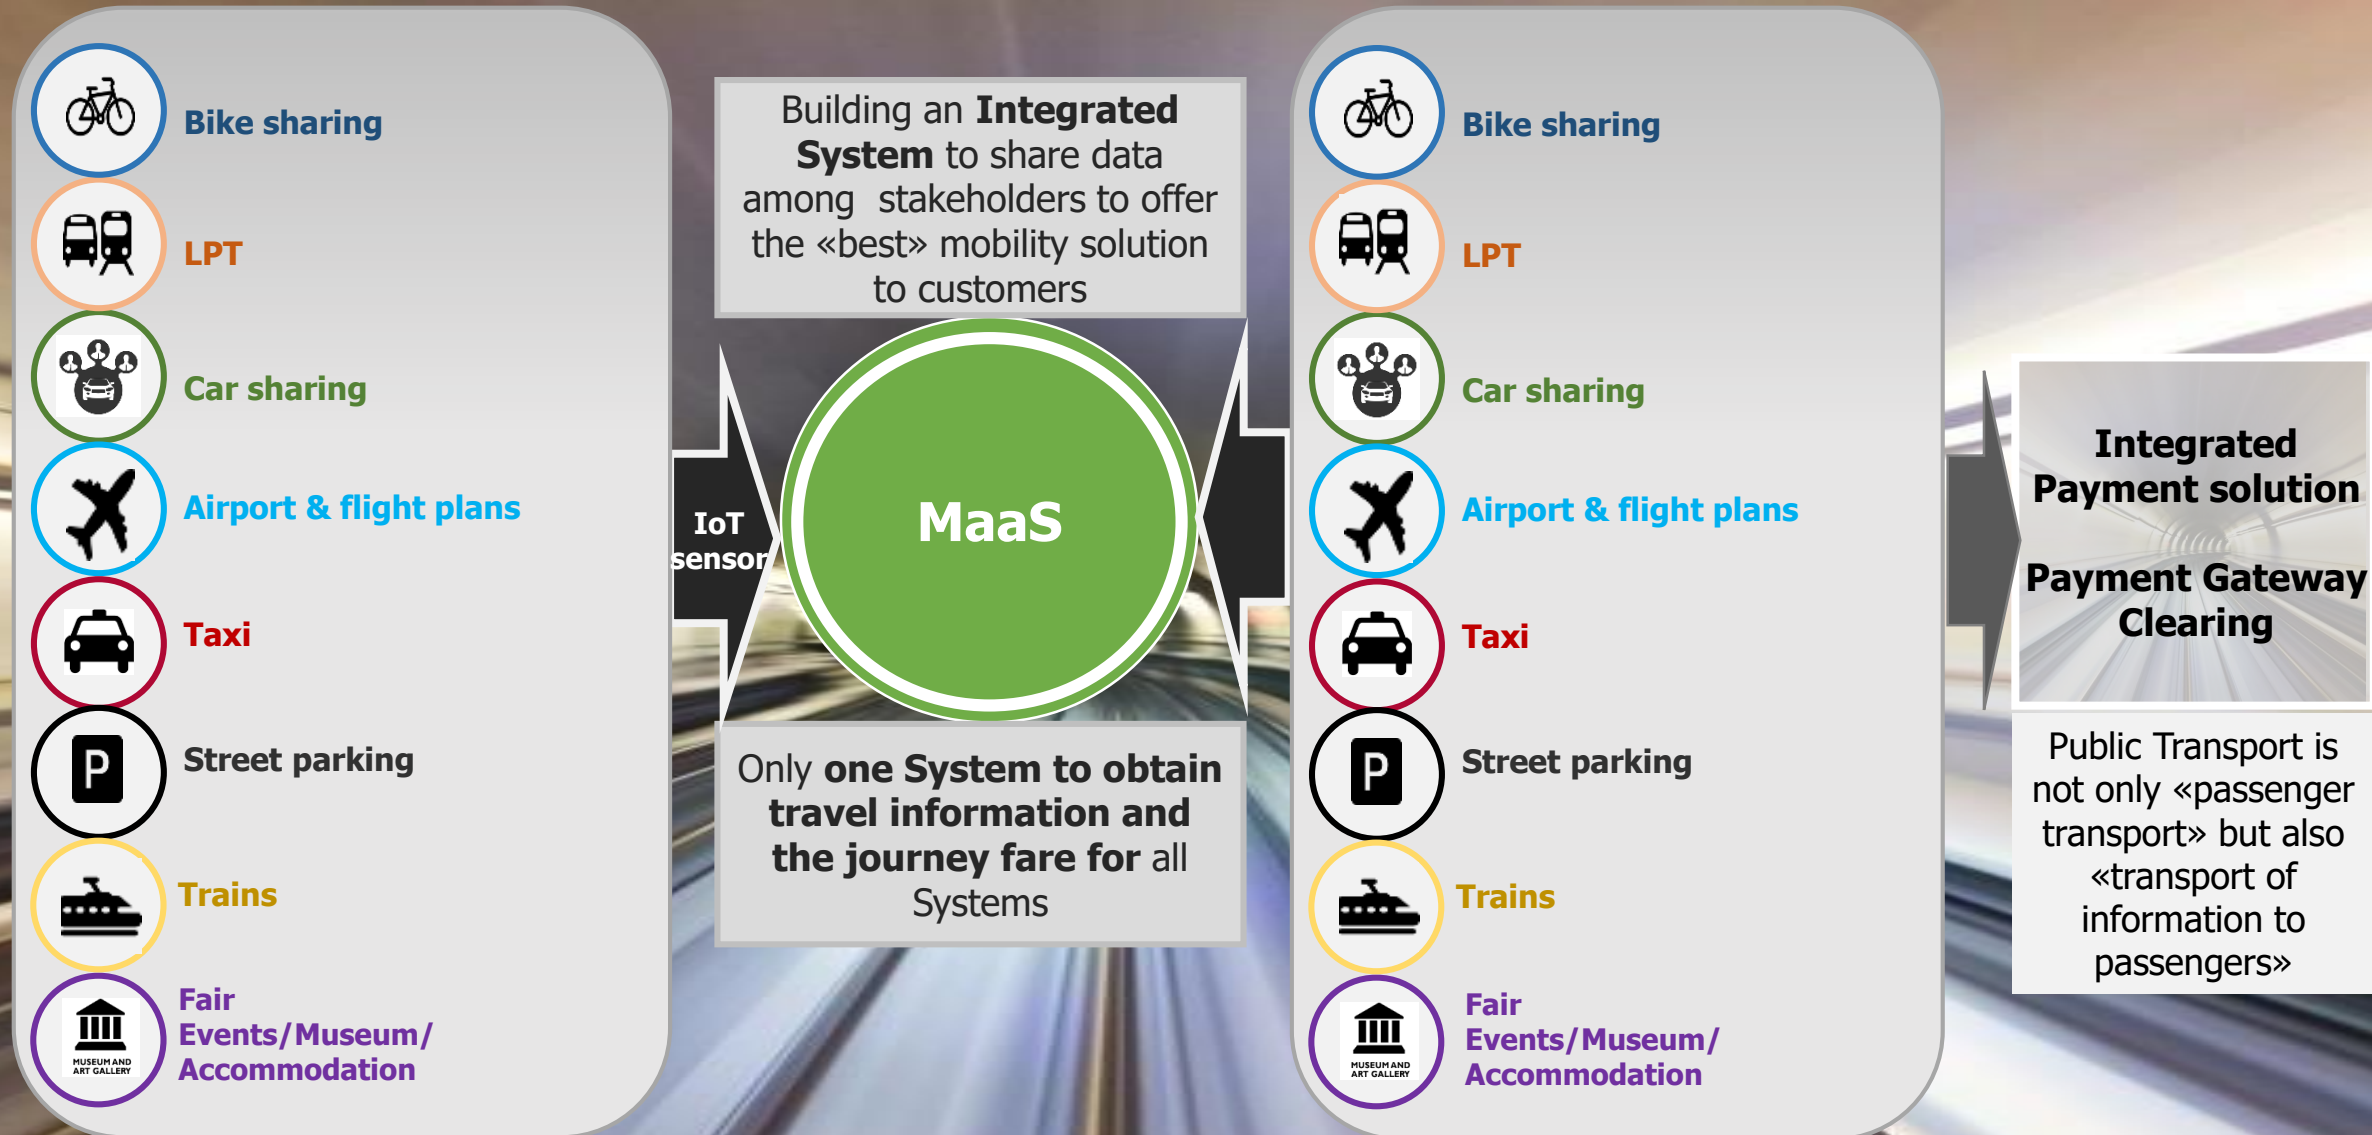 Bike sharing
LPT
Car sharing
Airport & flight plans
Taxi
P
Street parking
Trains
Fair
Events/Museum/
Accommodation
MUSEUM AND
ART GALLERY
Building an Integrated
System to share data
among stakeholders to offer
the «best» mobility solution
to customers
IoT
sensor
MaaS
Only one System to obtain
travel information and
the journey fare for all
Systems
Bike sharing
LPT
Car sharing
Airport & flight plans
Taxi
P
Street parking
Trains
Fair
Events/Museum/
Accommodation
MUSEUM AND
ART GALLERY
Integrated
Payment solution
Payment Gateway
Clearing
Public Transport is
not only «passenger
transport» but also
«transport of
information to
passengers»